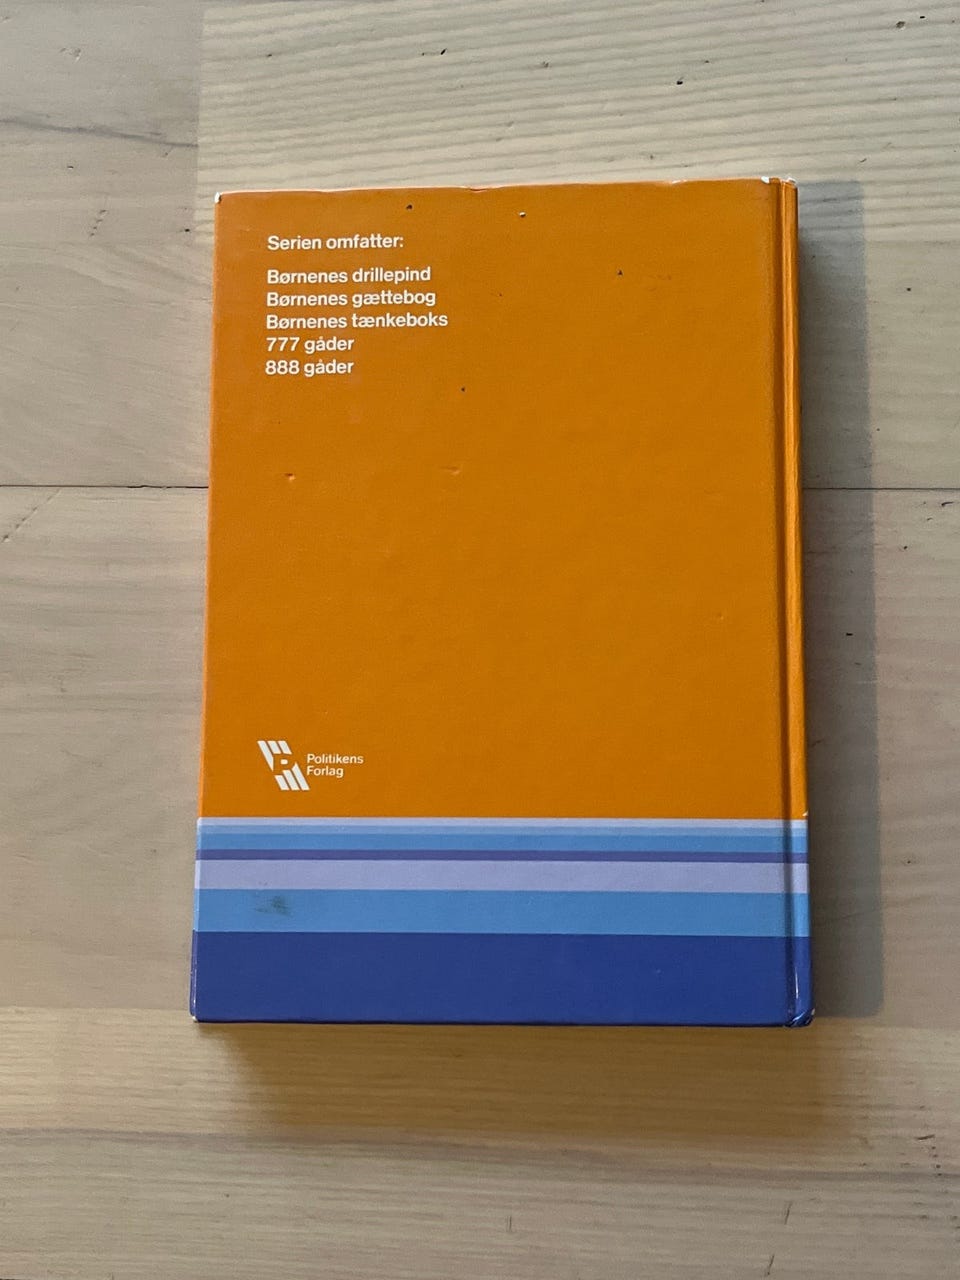 Serien omfatter:
Børnenes drillepind
Børnenes gættebog
Børnenes tænkeboks
777 gåder
888 gåder
P
Politikens
Forlag